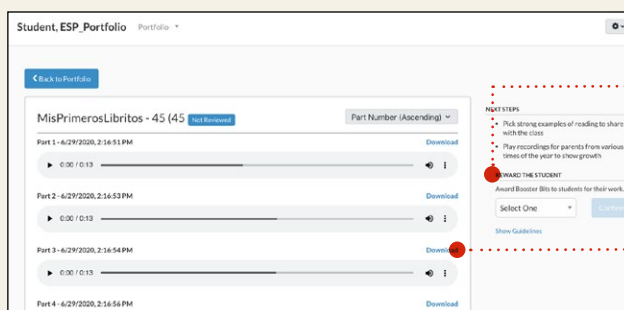 Student, ESP_Portfolio Portfolio
Back to Portfolio
MisPrimerosLibritos - 45 (45 Not Reviewed
Part Number (Ascending)
Part 1 - 6/29/2020, 2:16:51 PM Download
0:00 / 0:13
Part 2 - 6/29/2020, 2:16:53 PM Download
0:00 / 0:13
Part 3 - 6/29/2020, 2:16:54 PM Download
0:00 / 0:13
Part 4 - 6/29/2020, 2:16:56 PM Download
NEXT STEPS
• Pick strong examples of reading to share
with the class
• Play recordings for parents from various
times of the year to show growth
REWARD THE STUDENT
Award Booster Bits to students for their work.
Select One Confirm
Show Guidelines